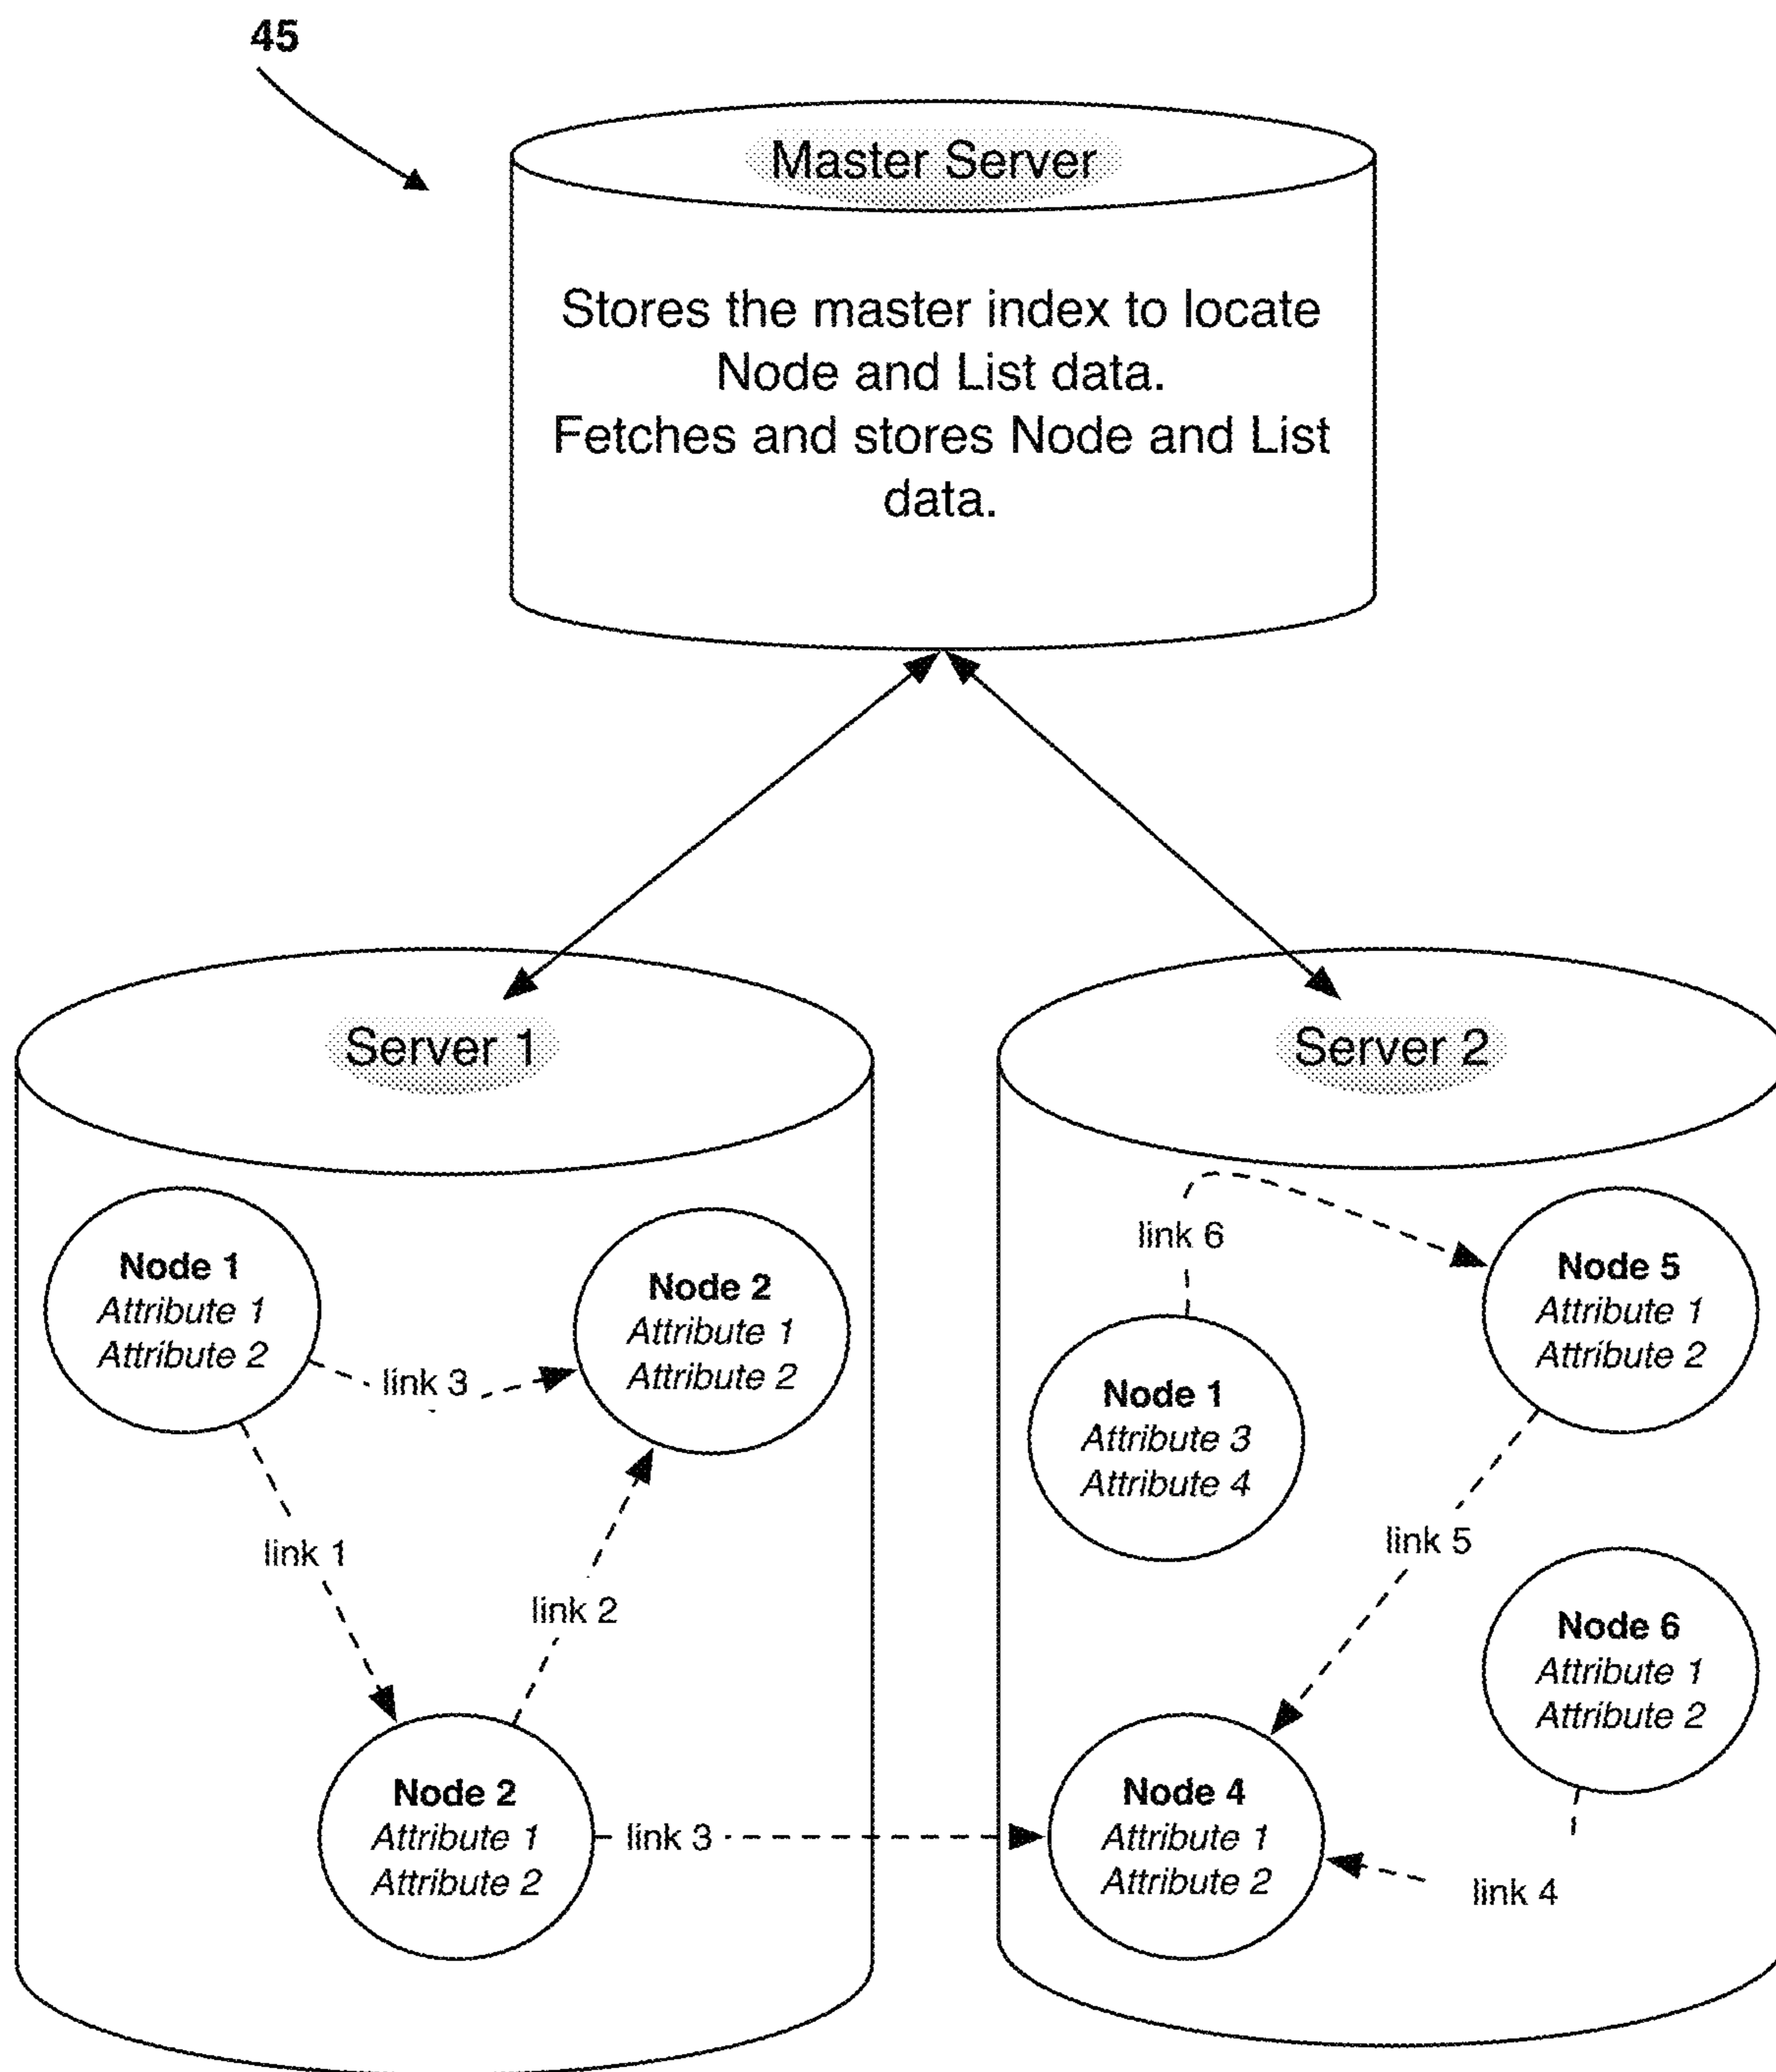 45
Master Server
Stores the master index to locate
Node and List data.
Fetches and stores Node and List
data.
Server 1
Node 1
Attribute 1
Attribute 2
Node 2
Attribute 1
Attribute 2
link 3
link 1
link 2
Node 2
Attribute 1
Attribute 2
link 3
Server 2
link 6
Node 5
Attribute 1
Attribute 2
Node 1
Attribute 3
Attribute 4
link 5
Node 6
Attribute 1
Attribute 2
Node 4
Attribute 1
Attribute 2
link 4